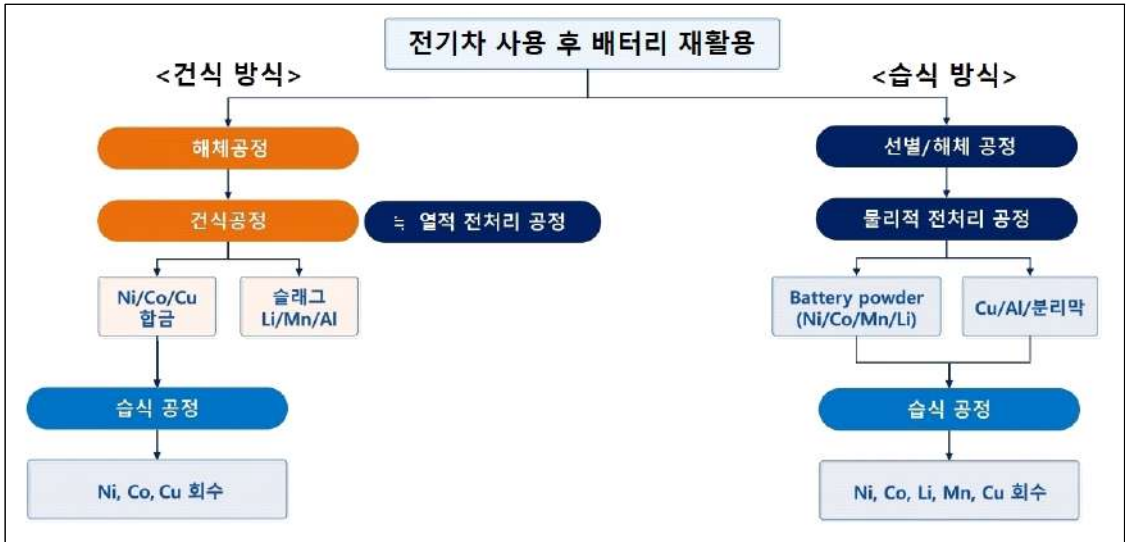 전기차 사용 후 배터리 재활용
<건식 방식>
해체공정
건식공정
≒ 열적 전처리 공정
Ni/Co/Cu
합금
슬래그
Li/Mn/Al
습식 공정
Ni, Co, Cu 회수
<습식 방식>
선별/해체 공정
물리적 전처리 공정
Battery powder
(Ni/Co/Mn/Li)
Cu/Al/분리막
습식 공정
Ni, Co, Li, Mn, Cu 회수